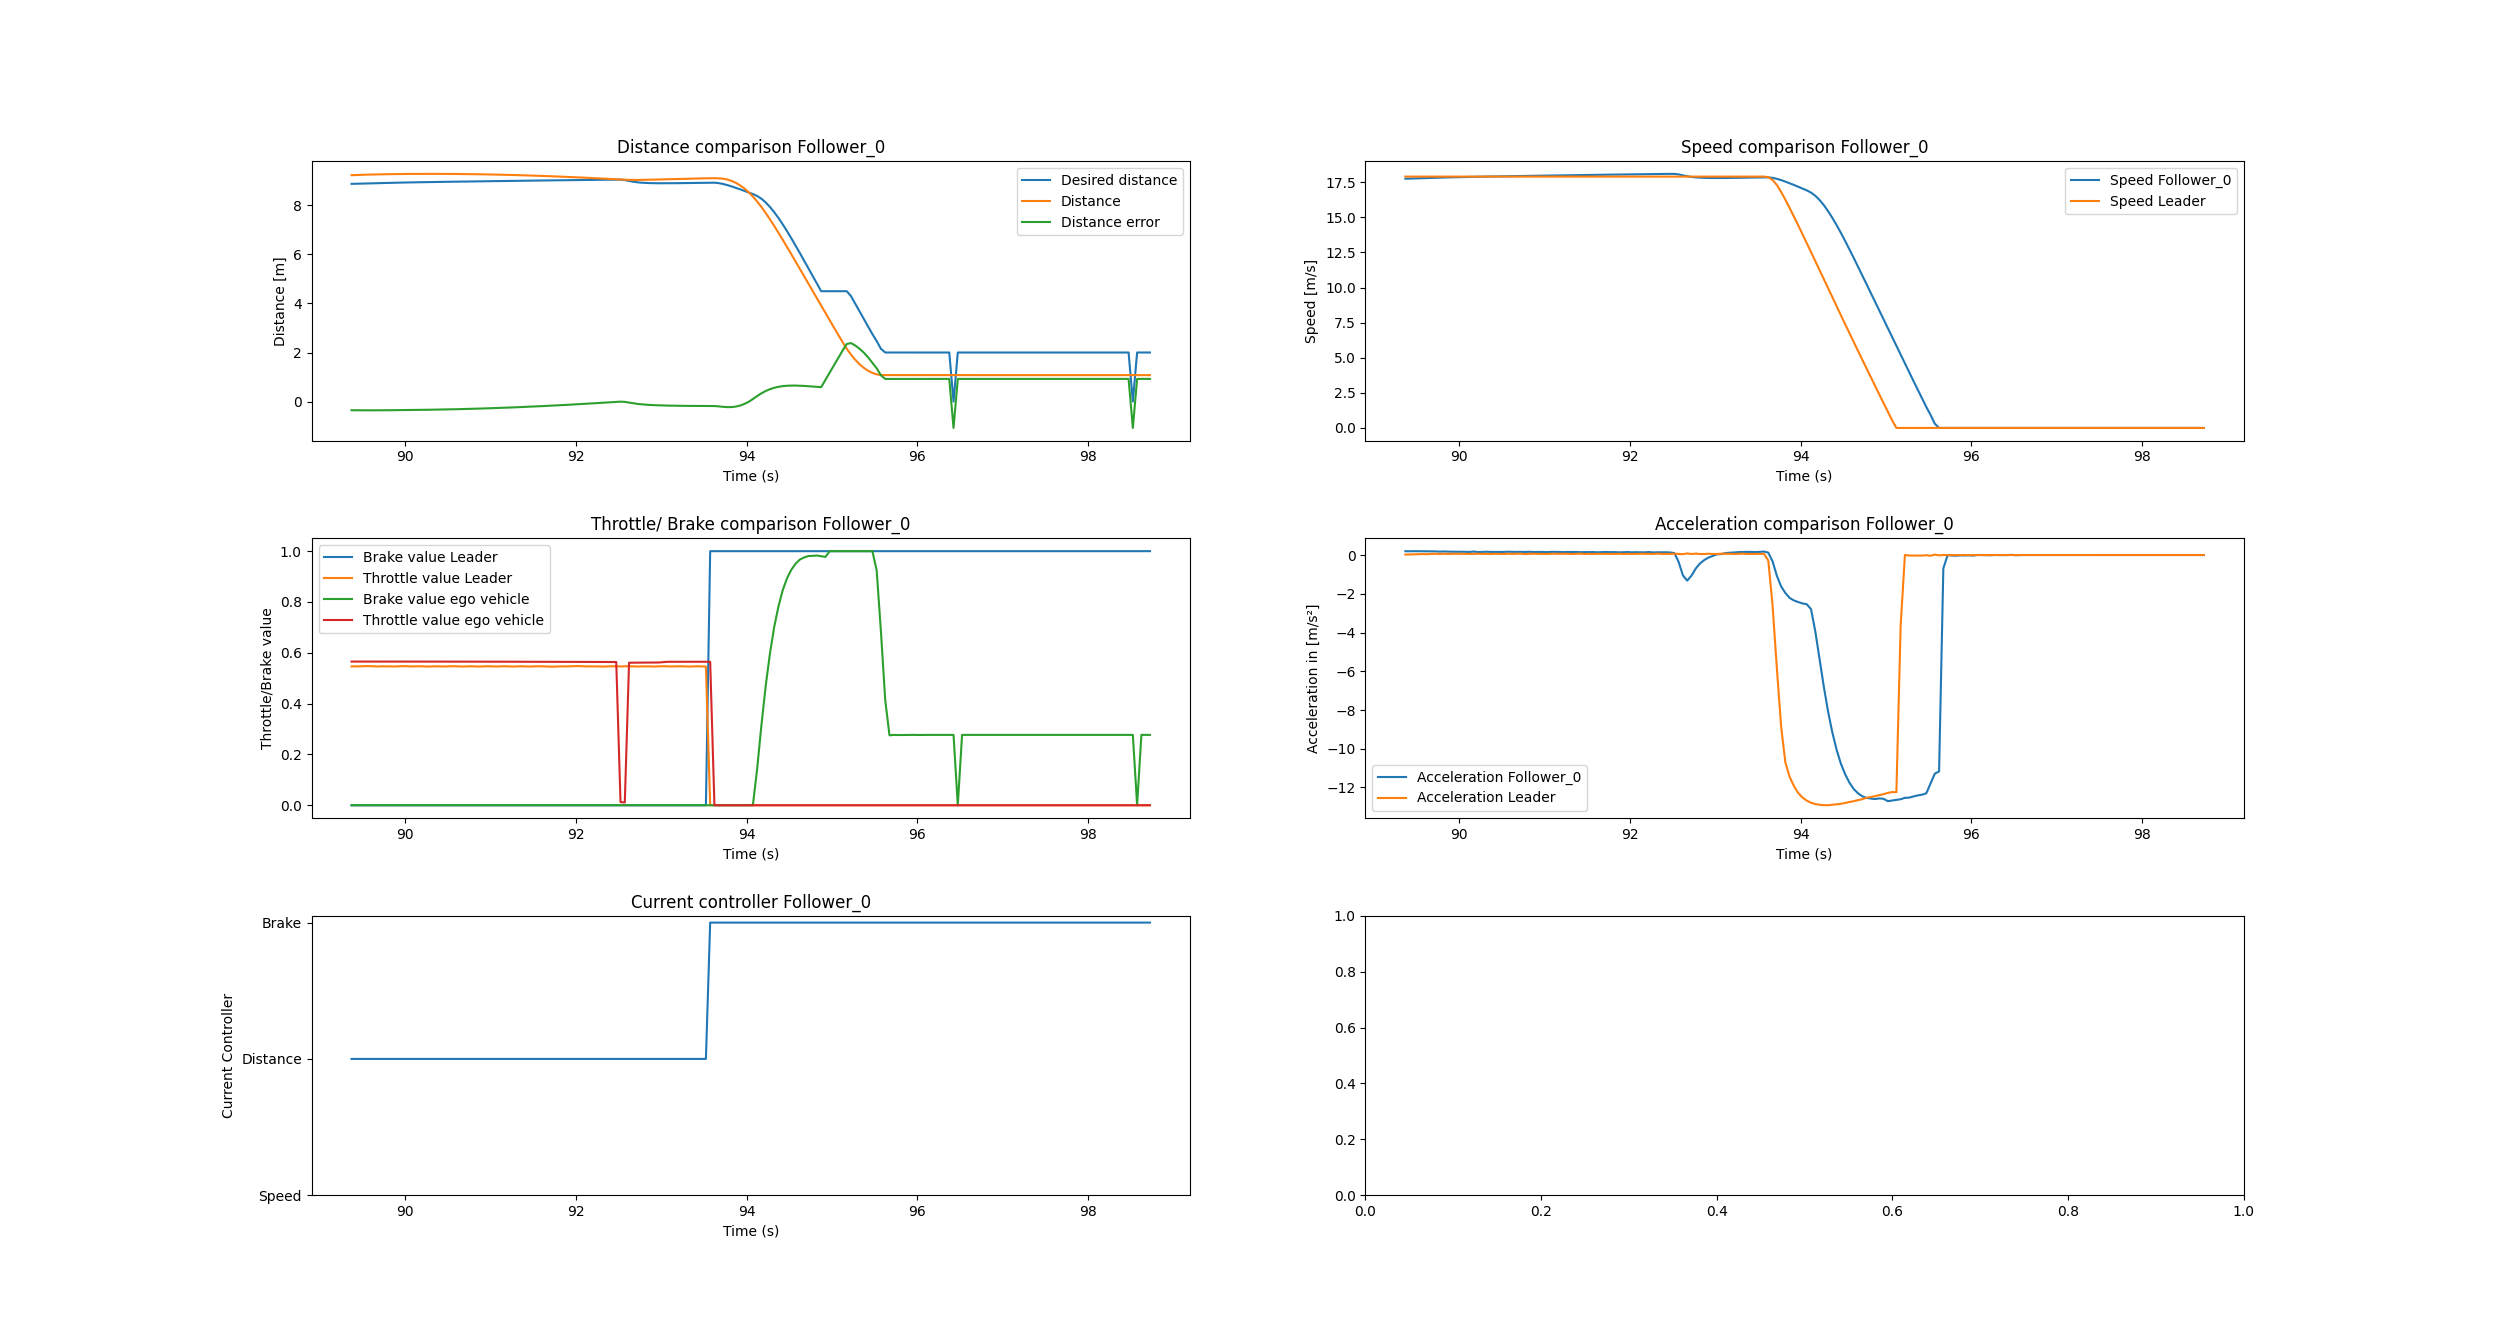 Distance comparison Follower_0
Distance [m]
8
6
4
2
0
Desired distance
Distance
Distance error
90 92 94 96 98
Time (s)
Speed comparison Follower_0
Speed [m/s]
17.5
15.0
12.5
10.0
7.5
5.0
2.5
0.0
Speed Follower_0
Speed Leader
90 92 94 96 98
Time (s)
Throttle/ Brake comparison Follower_0
Throttle/Brake value
1.0
0.8
0.6
0.4
0.2
0.0
Brake value Leader
Throttle value Leader
Brake value ego vehicle
Throttle value ego vehicle
90 92 94 96 98
Time (s)
Acceleration comparison Follower_0
Acceleration in [m/s²]
0
−2
−4
−6
−8
−10
−12
Acceleration Follower_0
Acceleration Leader
90 92 94 96 98
Time (s)
Current controller Follower_0
Current Controller
Brake
Distance
Speed
90 92 94 96 98
Time (s)
1.0
0.8
0.6
0.4
0.2
0.0
0.0 0.2 0.4 0.6 0.8 1.0